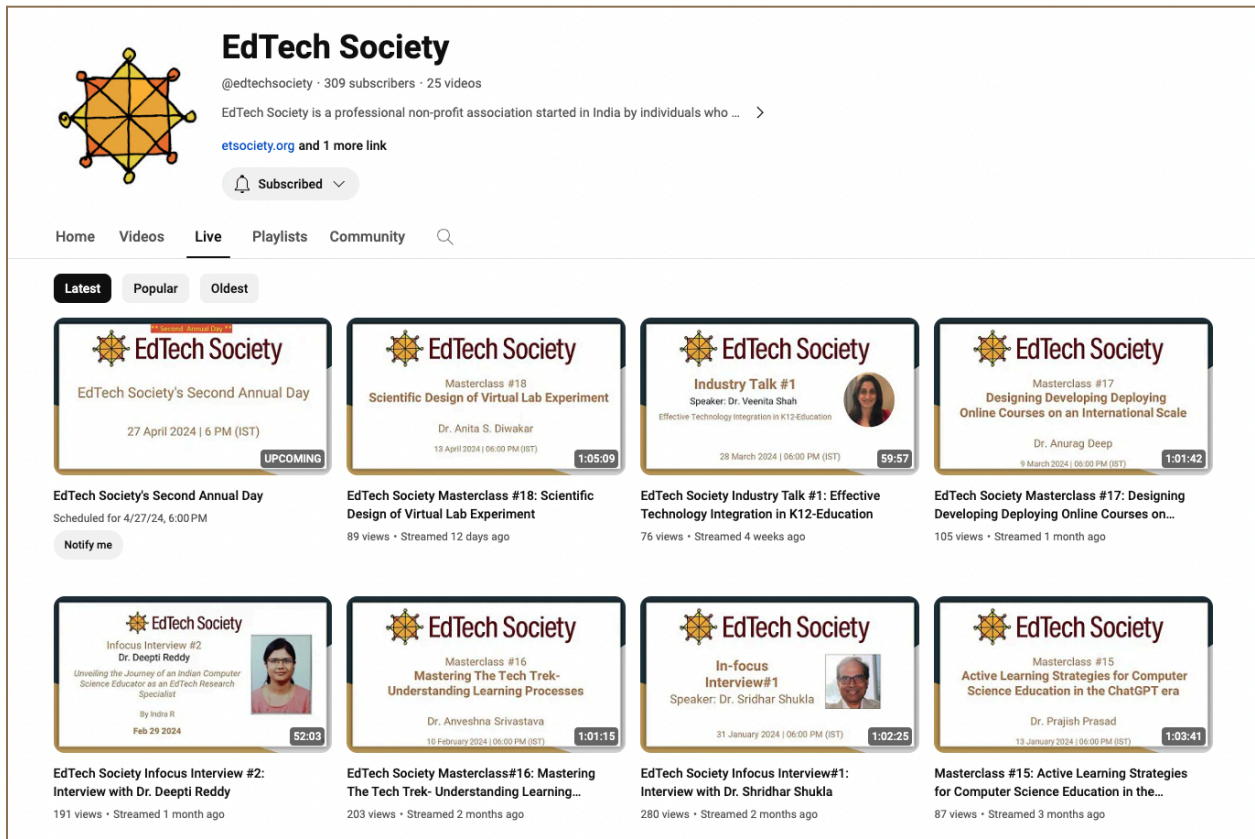 EdTech Society
@edtechsociety · 309 subscribers · 25 videos
EdTech Society is a professional non-profit association started in India by individuals who ...
etsociety.org and 1 more link
Subscribed
Home Videos Live Playlists Community
Latest Popular Oldest
** Second Annual Day **
EdTech Society
EdTech Society's Second Annual Day
27 April 2024 | 6 PM (IST)
UPCOMING
EdTech Society's Second Annual Day
Scheduled for 4/27/24, 6:00 PM
Notify me
EdTech Society
Masterclass #18
Scientific Design of Virtual Lab Experiment
Dr. Anita S. Diwakar
13 April 2024 | 06:00 PM (IST)
1:05:09
EdTech Society Masterclass #18: Scientific
Design of Virtual Lab Experiment
89 views • Streamed 12 days ago
EdTech Society
Industry Talk #1
Speaker: Dr. Veenita Shah
Effective Technology Integration in K12-Education
28 March 2024 | 06:00 PM (IST)
59:57
EdTech Society Industry Talk #1: Effective
Technology Integration in K12-Education
76 views • Streamed 4 weeks ago
EdTech Society
Masterclass #17
Designing Developing Deploying
Online Courses on an International Scale
Dr. Anurag Deep
9 March 2024 | 06:00 PM (IST)
1:01:42
EdTech Society Masterclass #17: Designing
Developing Deploying Online Courses on...
105 views • Streamed 1 month ago
EdTech Society
Infocus Interview #2
Dr. Deepti Reddy
Unveiling the Journey of an Indian Computer
Science Educator as an EdTech Research
Specialist
By Indra R
Feb 29 2024
52:03
EdTech Society Infocus Interview #2:
Interview with Dr. Deepti Reddy
191 views • Streamed 1 month ago
EdTech Society
Masterclass #16
Mastering The Tech Trek-
Understanding Learning Processes
Dr. Anveshna Srivastava
10 February 2024 | 06:00 PM (IST)
1:01:15
EdTech Society Masterclass#16: Mastering
The Tech Trek- Understanding Learning...
203 views • Streamed 2 months ago
EdTech Society
In-focus
Interview#1
Speaker: Dr. Sridhar Shukla
31 January 2024 | 06:00 PM (IST)
1:02:25
EdTech Society Infocus Interview#1:
Interview with Dr. Shridhar Shukla
280 views • Streamed 2 months ago
EdTech Society
Masterclass #15
Active Learning Strategies for Computer
Science Education in the ChatGPT era
Dr. Prajish Prasad
13 January 2024 | 06:00 PM (IST)
1:03:41
Masterclass #15: Active Learning Strategies
for Computer Science Education in the...
87 views • Streamed 3 months ago